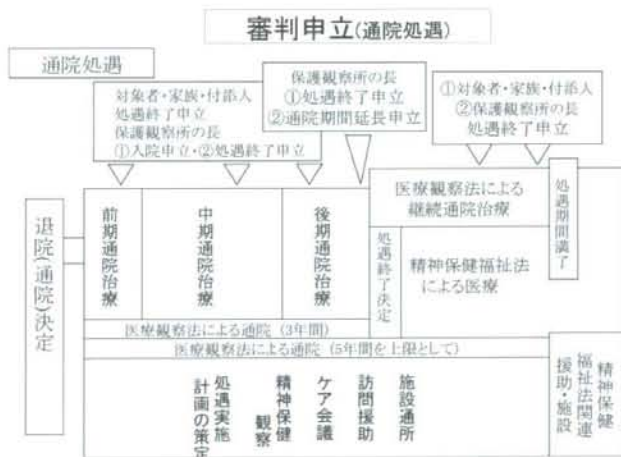 審判申立(通院処遇)
通院処遇
対象者・家族・付添人
処遇終了申立
保護観察所の長
①入院申立・②処遇終了申立
保護観察所の長
①処遇終了申立
②通院期間延長申立
①対象者・家族・付添人
②保護観察所の長
処遇終了申立
退院(通院)決定
前期通院治療
中期通院治療
後期通院治療
医療観察法による
継続通院治療
処遇期間満了
処遇終了決定
精神保健福祉法
による医療
医療観察法による通院(3年間)
医療観察法による通院(5年間を上限として)
処遇実施
計画の策定
精神保健
観察
ケア会議
訪問援助
施設通所
精神保健
福祉法関連
援助・施設